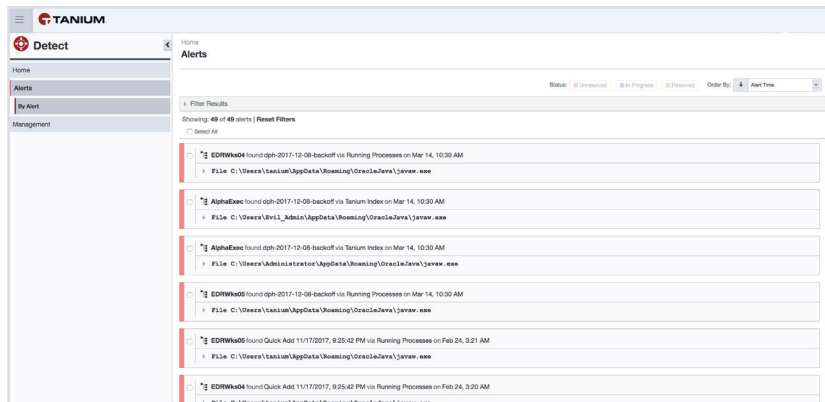 TANIUM
Detect
Home
Alerts
By Alert
Management
Home
Alerts
Status: Unresolved In Progress Resolved Order By: Alert Time
Filter Results
Showing: 49 of 49 alerts | Reset Filters
Select All
EDRWks04 found dph-2017-12-08-backoff via Running Processes on Mar 14, 10:30 AM
File C:\Users\tanium\AppData\Roaming\OracleJava\javaw.exe
AlphaExec found dph-2017-12-08-backoff via Tanium Index on Mar 14, 10:30 AM
File C:\Users\Evil_Admin\AppData\Roaming\OracleJava\javaw.exe
AlphaExec found dph-2017-12-08-backoff via Tanium Index on Mar 14, 10:30 AM
File C:\Users\Administrator\AppData\Roaming\OracleJava\javaw.exe
EDRWks05 found dph-2017-12-08-backoff via Running Processes on Mar 14, 10:30 AM
File C:\Users\tanium\AppData\Roaming\OracleJava\javaw.exe
EDRWks05 found Quick Add 11/17/2017, 9:25:42 PM via Running Processes on Feb 24, 3:21 AM
File C:\Users\tanium\AppData\Roaming\OracleJava\javaw.exe
EDRWks04 found Quick Add 11/17/2017, 9:25:42 PM via Running Processes on Feb 24, 3:20 AM